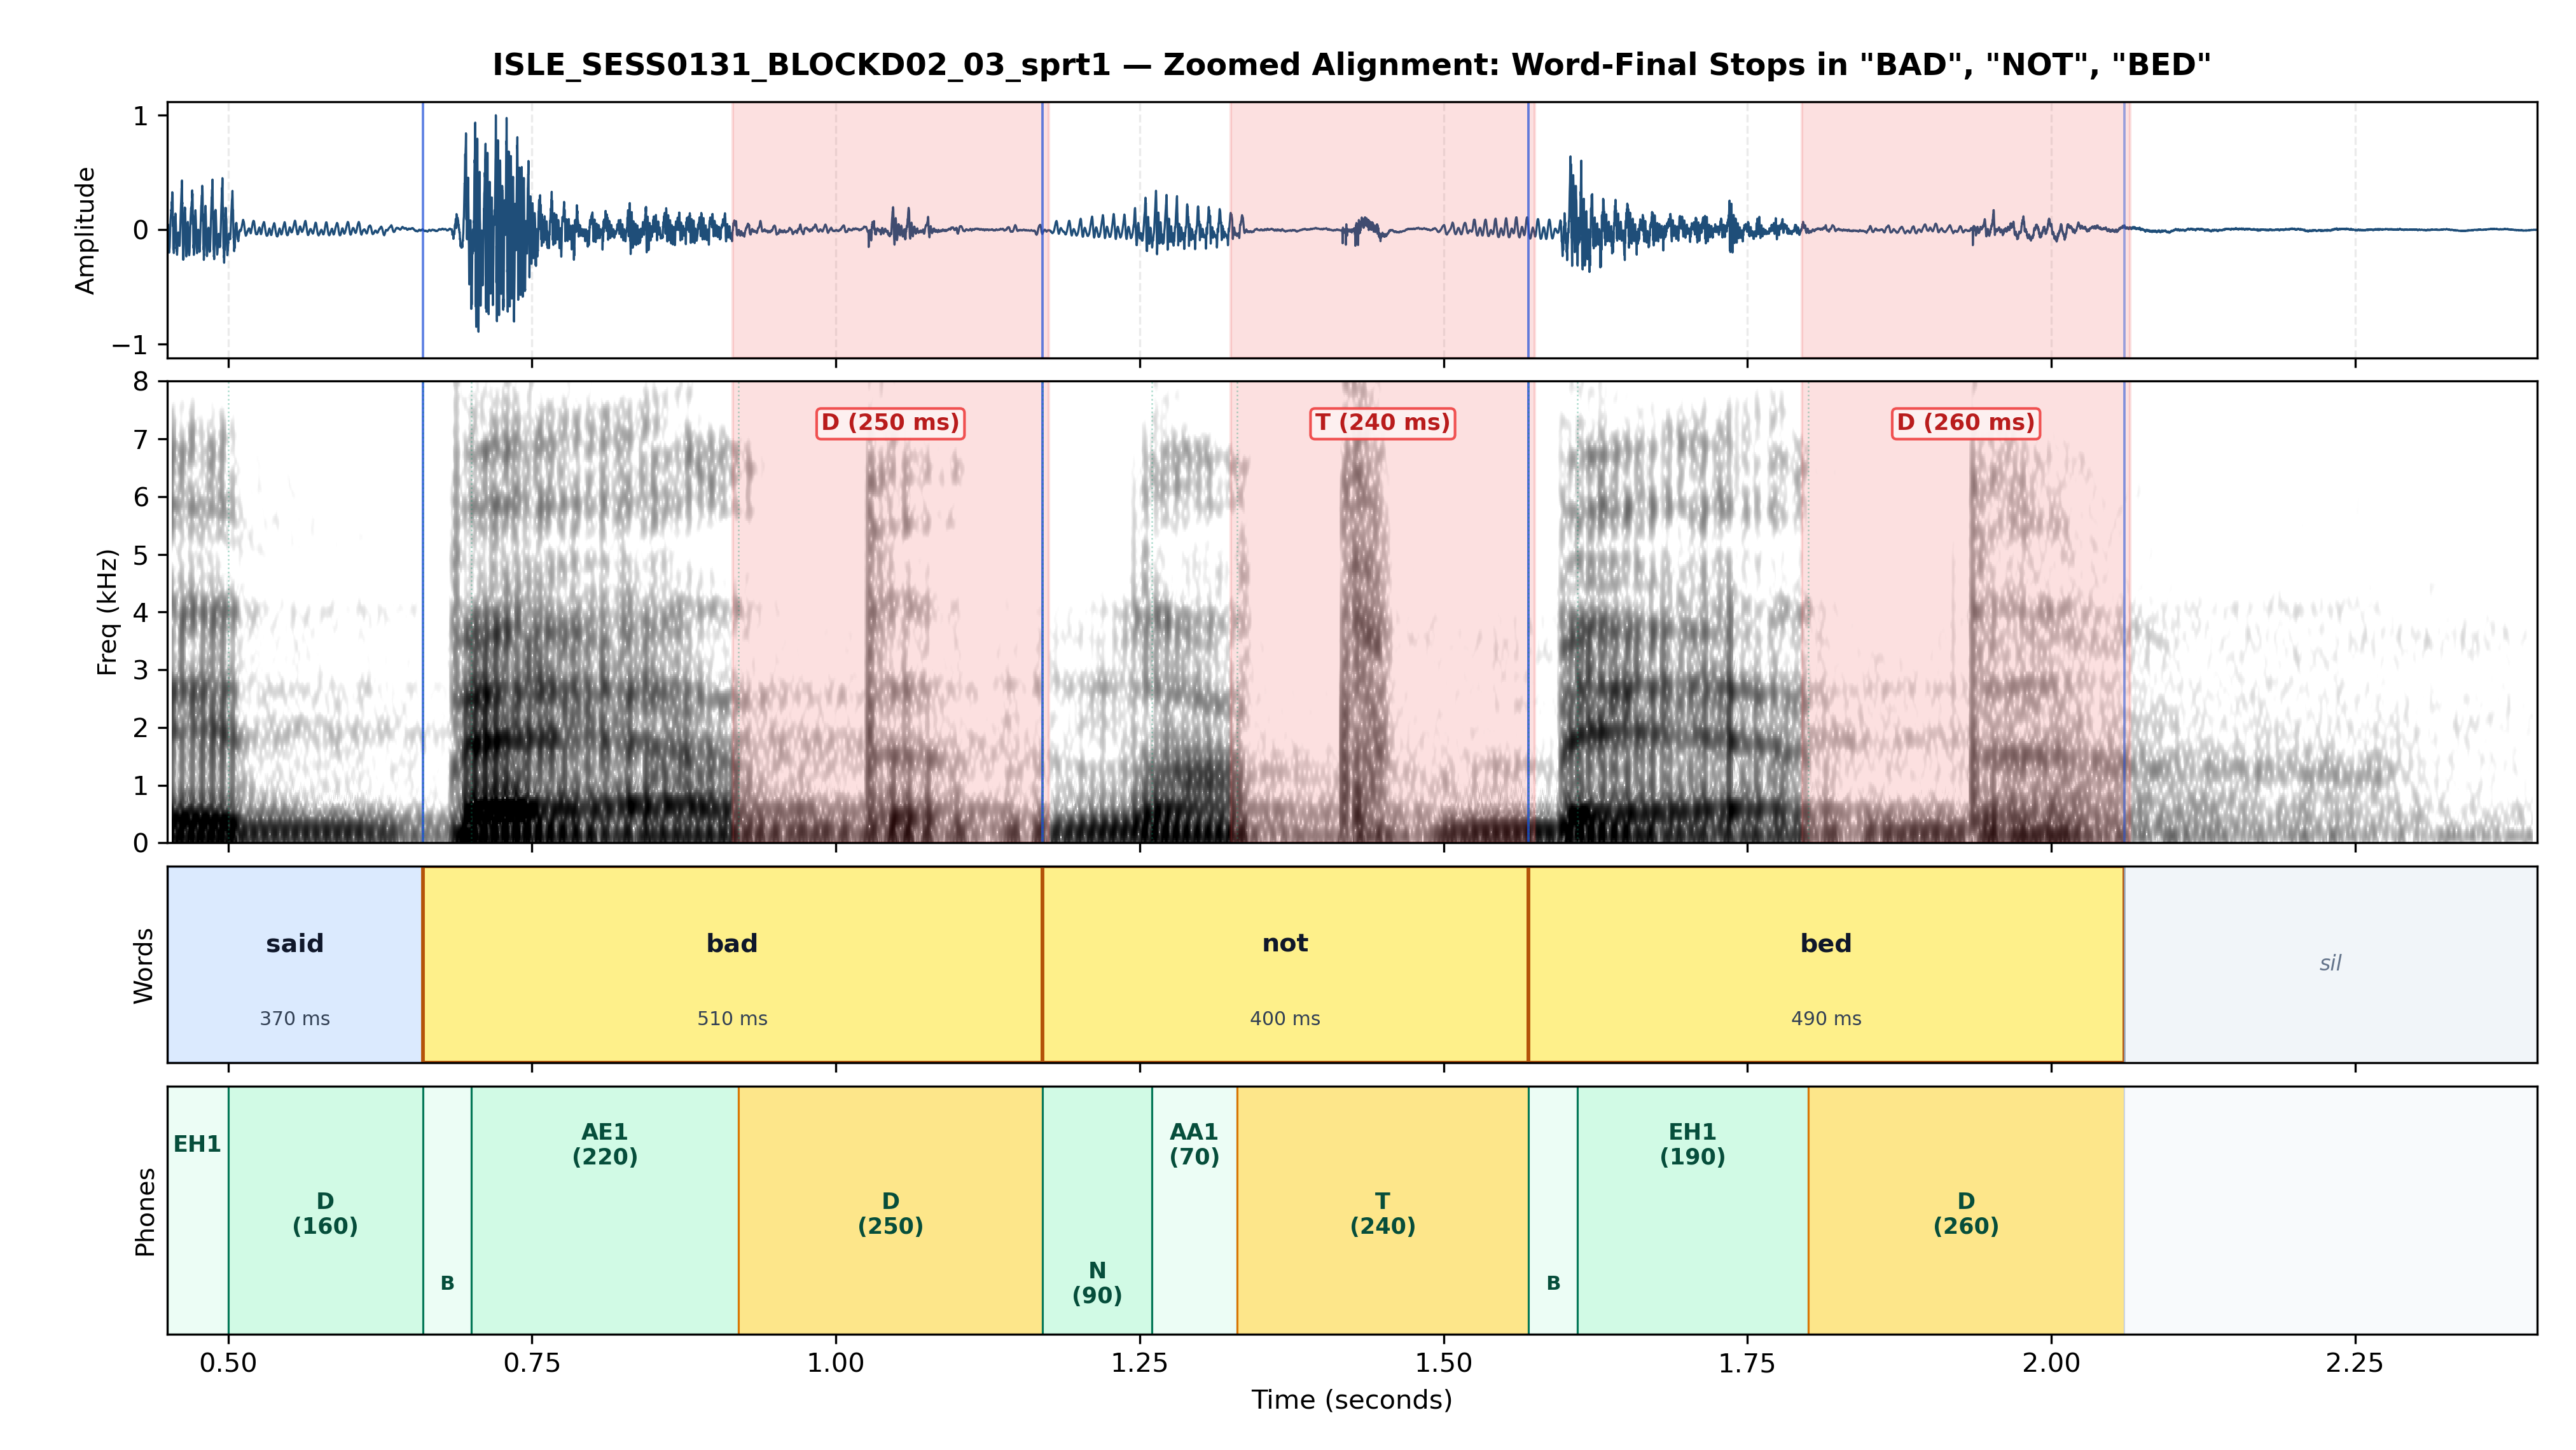 ISLE_SESS0131_BLOCKD02_03_sprt1 — Zoomed Alignment: Word-Final Stops in "BAD", "NOT", "BED"
Amplitude
1
0
−1
Freq (kHz)
8
7
6
5
4
3
2
1
0
D (250 ms)
T (240 ms)
D (260 ms)
Words
said
370 ms
bad
510 ms
not
400 ms
bed
490 ms
sil
Phones
EH1
D
(160)
B
AE1
(220)
D
(250)
N
(90)
AA1
(70)
T
(240)
B
EH1
(190)
D
(260)
0.50 0.75 1.00 1.25 1.50 1.75 2.00 2.25
Time (seconds)